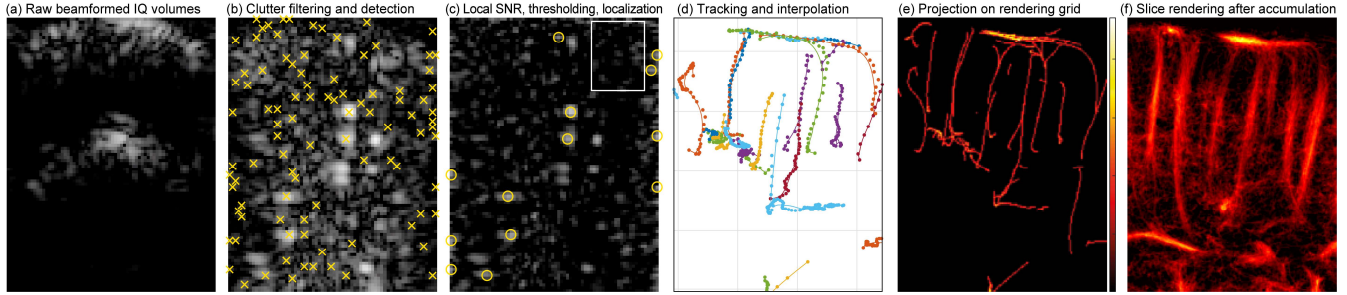 (a) Raw beamformed IQ volumes
(b) Clutter filtering and detection
(c) Local SNR, thresholding, localization
(d) Tracking and interpolation
(e) Projection on rendering grid
(f) Slice rendering after accumulation